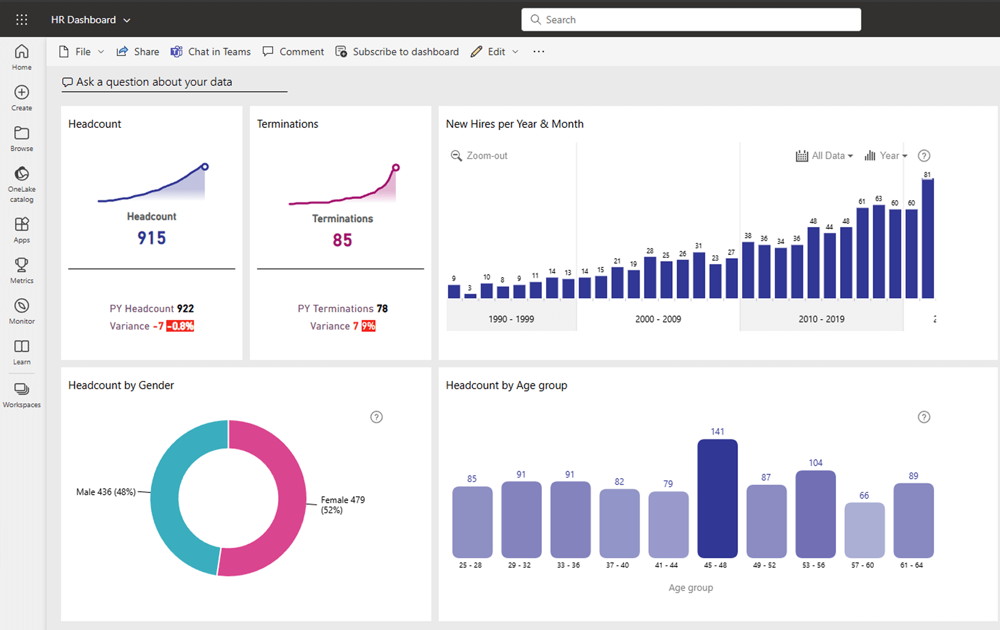 HR Dashboard
Search
Home
Create
Browse
OneLake
catalog
Apps
Metrics
Monitor
Learn
Workspaces
File
Share
Chat in Teams
Comment
Subscribe to dashboard
Edit
Ask a question about your data
Headcount
Headcount
915
PY Headcount 922
Variance -7 -0.8%
Terminations
Terminations
85
PY Terminations 78
Variance 7 9%
New Hires per Year & Month
Zoom-out
All Data
Year
?
9 3 10 8 9 11 14 13 14 15 21 19 28 25 26 31 23 27 38 36 34 36 48 44 48 61 63 60 60 81
1990 - 1999 2000 - 2009 2010 - 2019
Headcount by Gender
?
Male 436 (48%)
Female 479
(52%)
Headcount by Age group
?
85 91 91 82 79 141 87 104 66 89
25 - 28 29 - 32 33 - 36 37 - 40 41 - 44 45 - 48 49 - 52 53 - 56 57 - 60 61 - 64
Age group